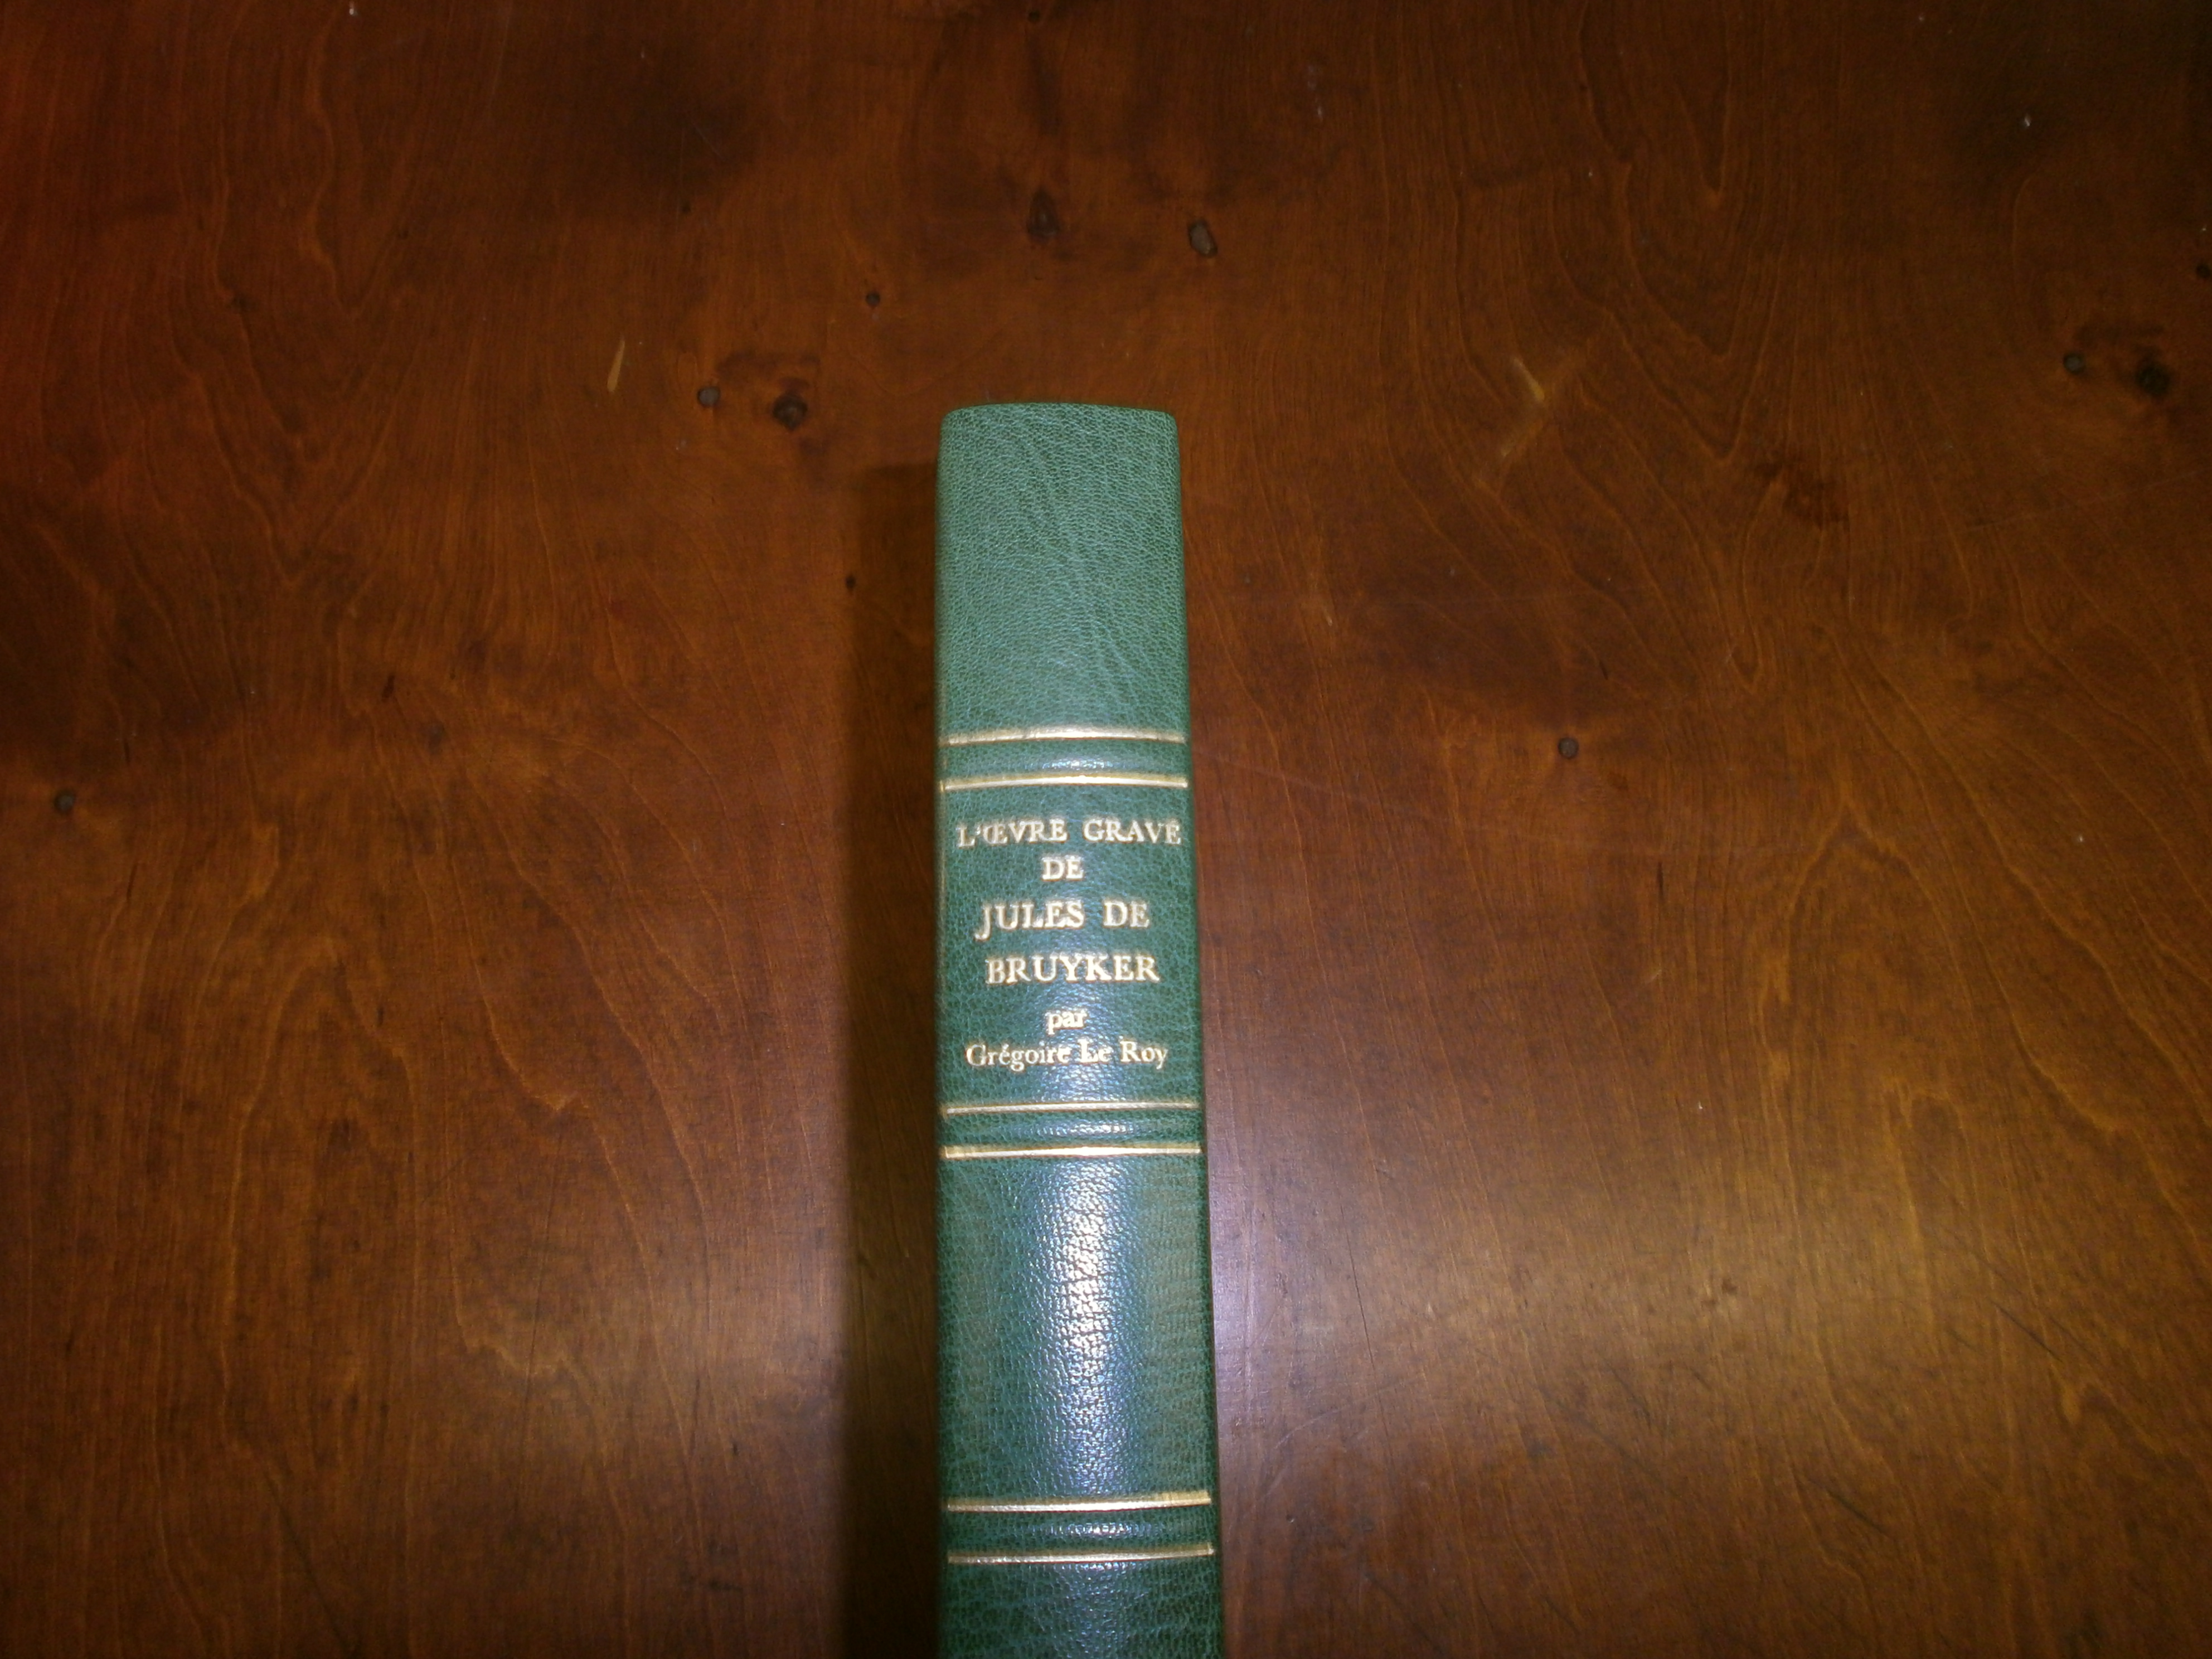 L'ŒVRE GRAVÉ
DE
JULES DE
BRUYKER
par
Grégoire Le Roy